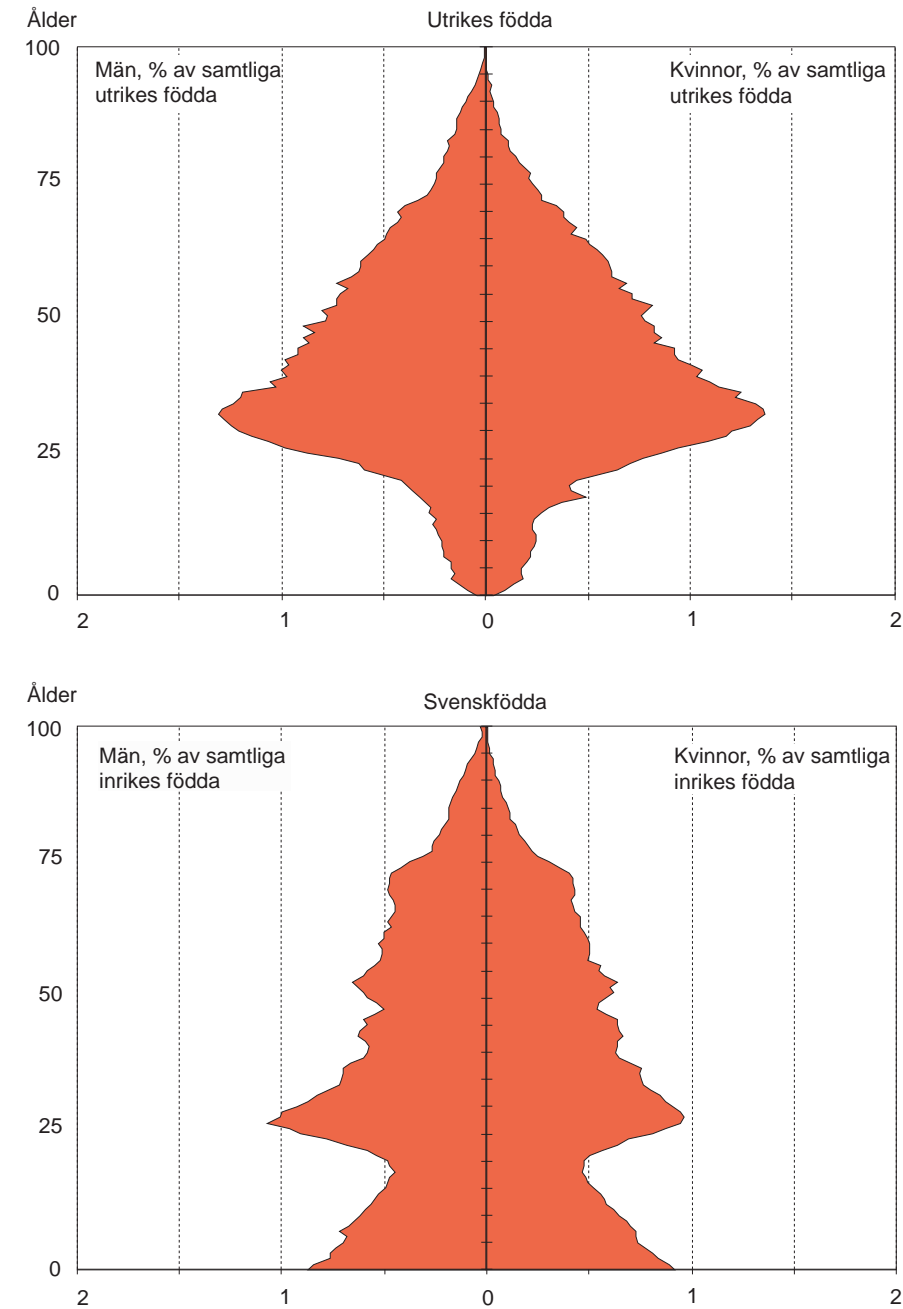 Ålder
Utrikes födda
100
Män, % av samtliga
utrikes födda
Kvinnor, % av samtliga
utrikes födda
75
50
25
0
2
1
0
1
2
Ålder
Svenskfödda
100
Män, % av samtliga
inrikes födda
Kvinnor, % av samtliga
inrikes födda
75
50
25
0
2
1
0
1
2